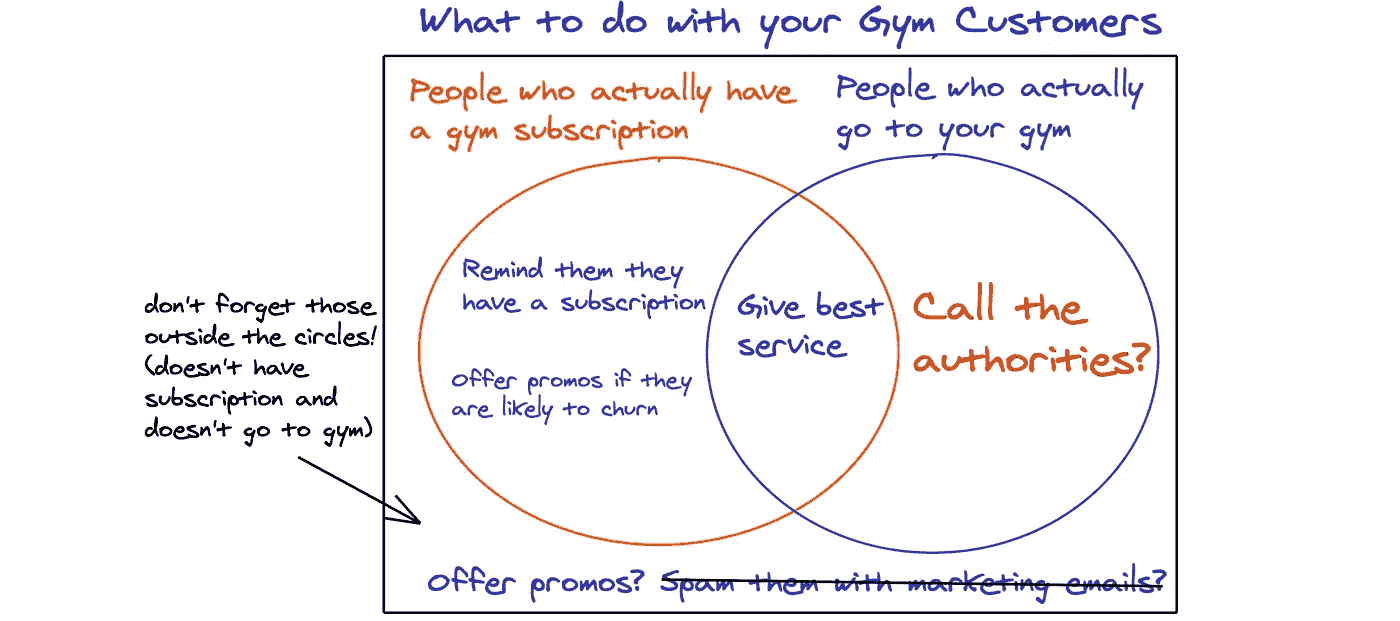 What to do with your Gym Customers
People who actually have
a gym subscription
People who actually
go to your gym
Remind them they
have a subscription
Offer promos if they
are likely to churn
Give best
service
Call the
authorities?
don't forget those
outside the circles!
(doesn't have
subscription and
doesn't go to gym)
Offer promos? Spam them with marketing emails?